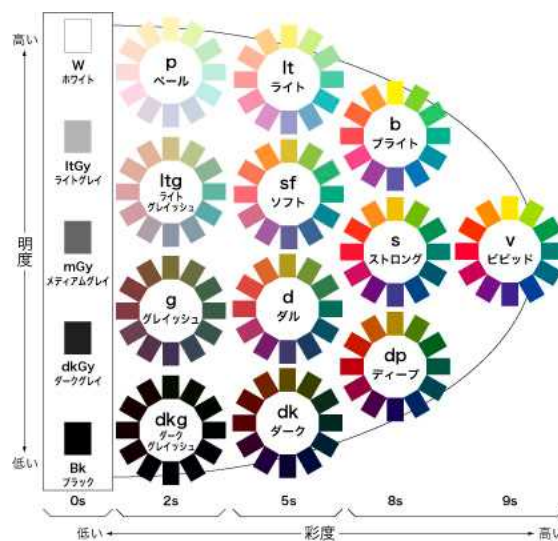 高い
明度
低い
W
ホワイト
ltGy
ライトグレイ
mGy
メディアムグレイ
dkGy
ダークグレイ
Bk
ブラック
p
ペール
ltg
ライト
グレイッシュ
g
グレイッシュ
dkg
ダーク
グレイッシュ
lt
ライト
sf
ソフト
d
ダル
dk
ダーク
b
ブライト
s
ストロング
dp
ディープ
v
ビビッド
0s
2s
5s
8s
9s
低い
彩度
高い